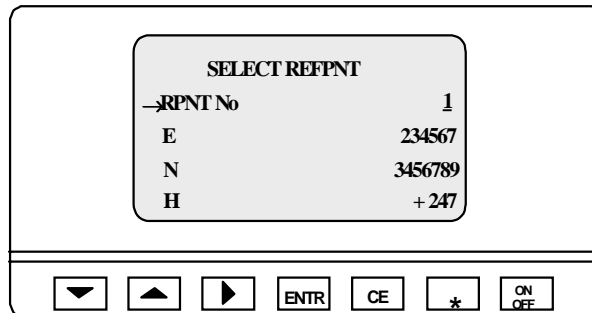 SELECT REFPNT
→RPNT No 1
E 234567
N 3456789
H + 247
ENTR CE * ON OFF